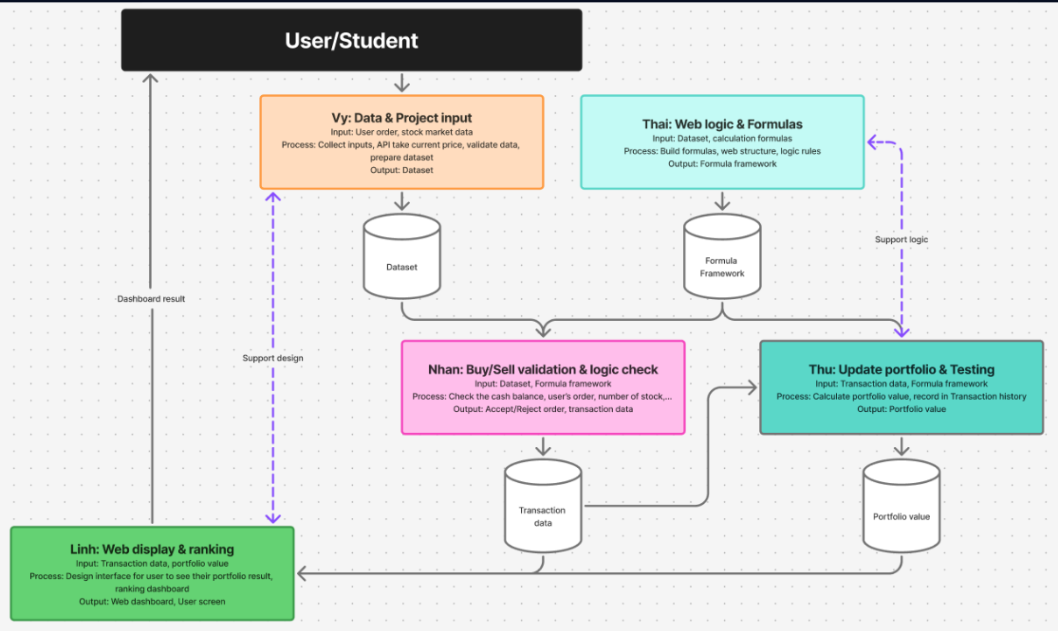 User/Student
Vy: Data & Project input
Input: User order, stock market data
Process: Collect inputs, API take current price, validate data,
prepare dataset
Output: Dataset
Thai: Web logic & Formulas
Input: Dataset, calculation formulas
Process: Build formulas, web structure, logic rules
Output: Formula framework
Dataset
Formula
Framework
Support logic
Dashboard result
Support design
Nhan: Buy/Sell validation & logic check
Input: Dataset, Formula framework
Process: Check the cash balance, user's order, number of stock,...
Output: Accept/Reject order, transaction data
Thu: Update portfolio & Testing
Input: Transaction data, Formula framework
Process: Calculate portfolio value, record in Transaction history
Output: Portfolio value
Transaction
data
Portfolio value
Linh: Web display & ranking
Input: Transaction data, portfolio value
Process: Design interface for user to see their portfolio result,
ranking dashboard
Output: Web dashboard, User screen